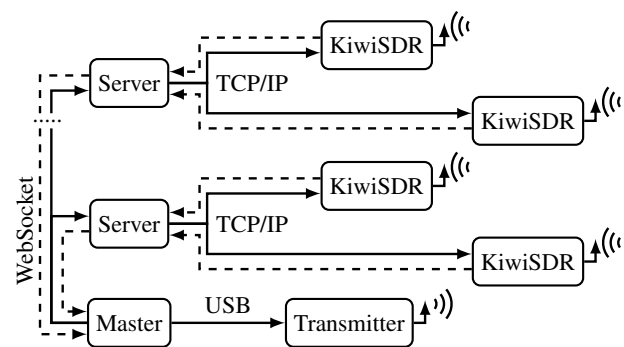 KiwiSDR
Server
TCP/IP
KiwiSDR
WebSocket
KiwiSDR
Server
TCP/IP
KiwiSDR
USB
Master
Transmitter